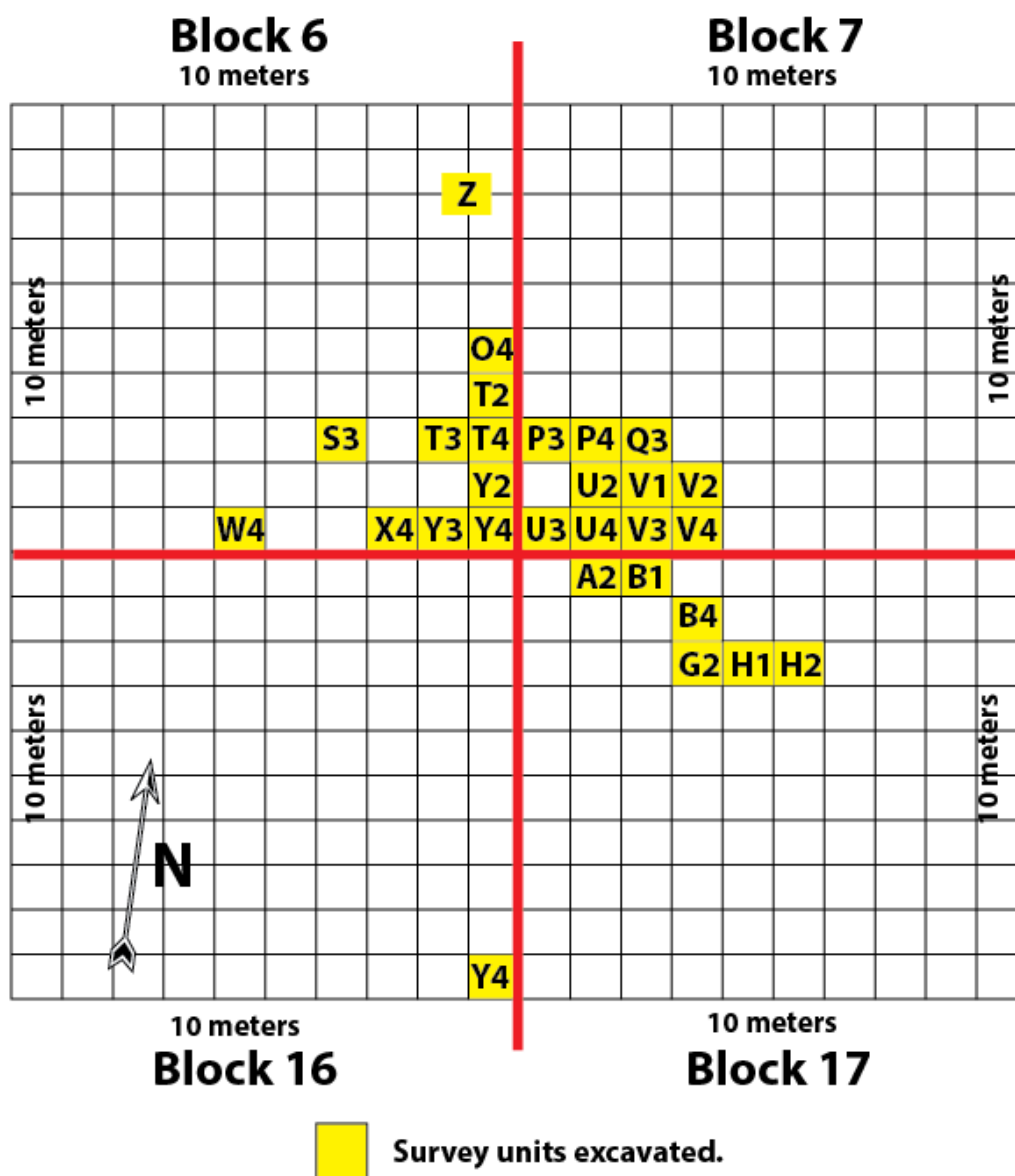 Block 6
Block 7
10 meters
10 meters
Z
10 meters
10 meters
O4
T2
S3 T3 T4 P3 P4 Q3
Y2 U2 V1 V2
W4 X4 Y3 Y4 U3 U4 V3 V4
A2 B1
B4
G2 H1 H2
10 meters
10 meters
N
Y4
10 meters
10 meters
Block 16
Block 17
Survey units excavated.